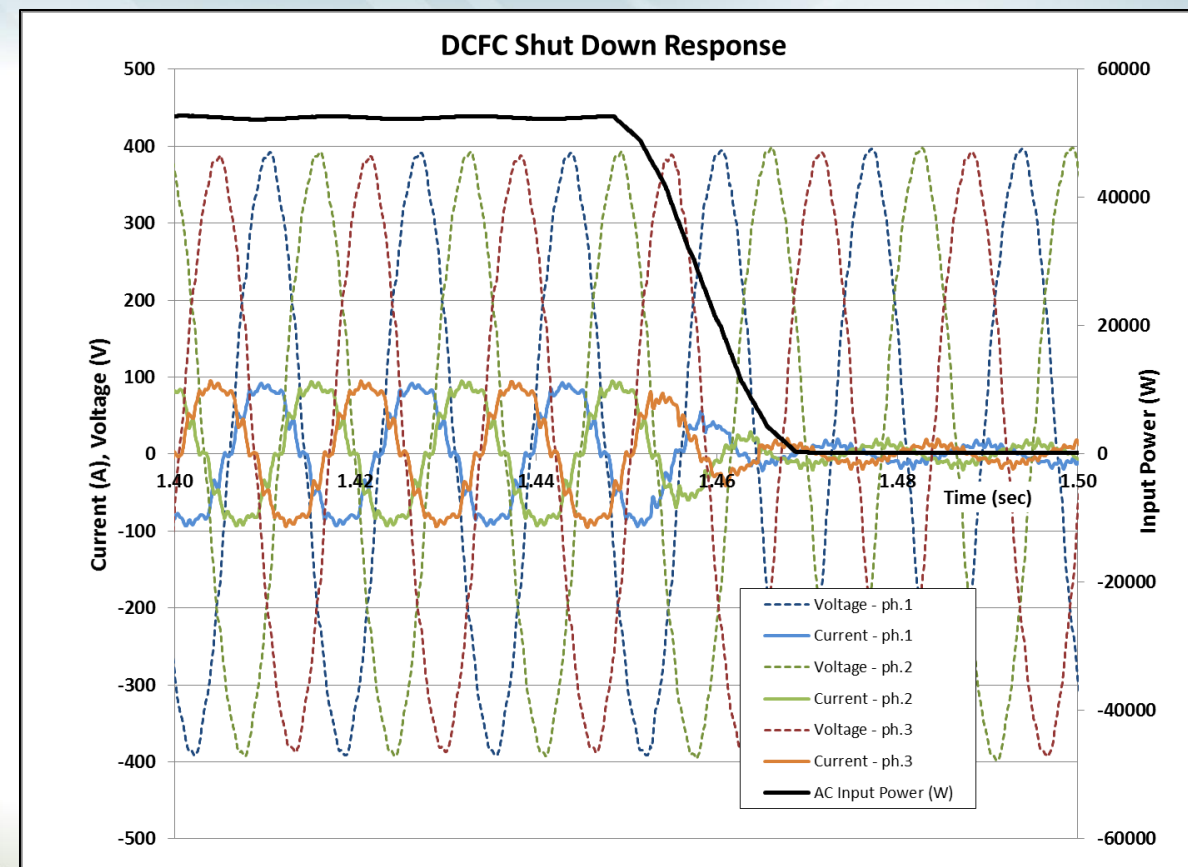 DCFC Shut Down Response
500
400
300
200
100
0
-100
-200
-300
-400
-500
Current (A), Voltage (V)
60000
40000
20000
0
-20000
-40000
-60000
Input Power (W)
1.40
1.42
1.44
1.46
1.48
1.50
Time (sec)
Voltage - ph.1
Current - ph.1
Voltage - ph.2
Current - ph.2
Voltage - ph.3
Current - ph.3
AC Input Power (W)